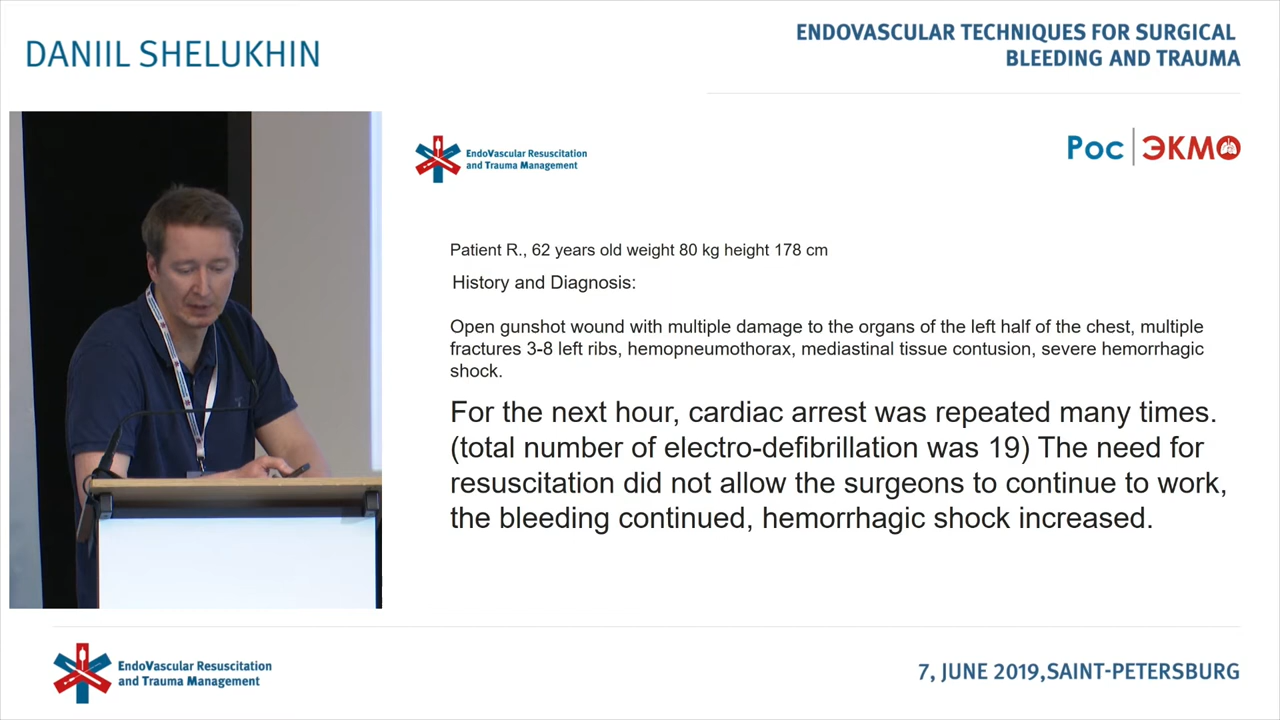 DANIIL SHELUKHIN
ENDOVASCULAR TECHNIQUES FOR SURGICAL
BLEEDING AND TRAUMA
EndoVascular Resuscitation
and Trauma Management
Рос ЭКМО
Patient R., 62 years old weight 80 kg height 178 cm
History and Diagnosis:
Open gunshot wound with multiple damage to the organs of the left half of the chest, multiple
fractures 3-8 left ribs, hemopneumothorax, mediastinal tissue contusion, severe hemorrhagic
shock.
For the next hour, cardiac arrest was repeated many times.
(total number of electro-defibrillation was 19) The need for
resuscitation did not allow the surgeons to continue to work,
the bleeding continued, hemorrhagic shock increased.
EndoVascular Resuscitation
and Trauma Management
7, JUNE 2019,SAINT-PETERSBURG